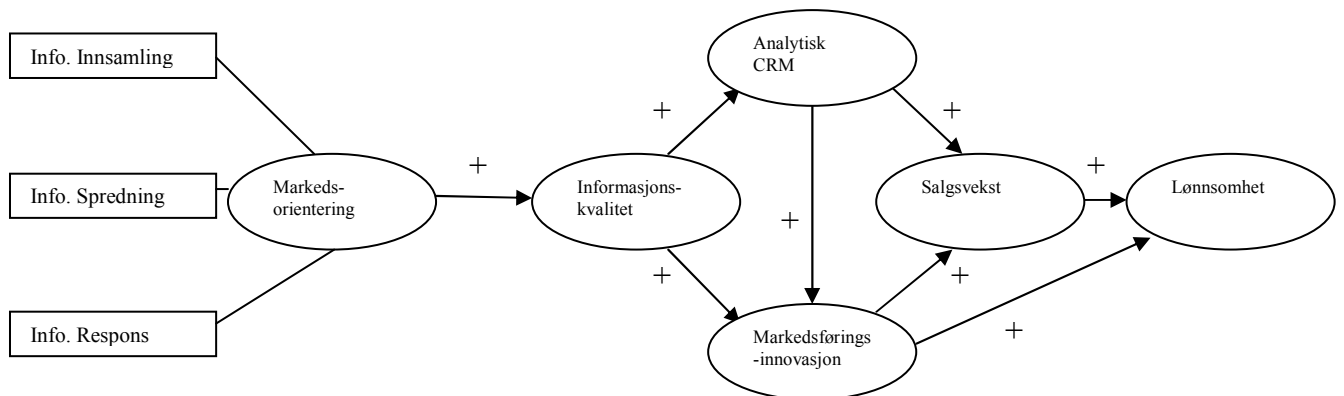 Info. Innsamling
Info. Spredning
Info. Respons
Markeds-
orientering
+
Informasjons-
kvalitet
+
+
Analytisk
CRM
+
+
Markedsførings
-innovasjon
+
+
Salgsvekst
+
Lønnsomhet